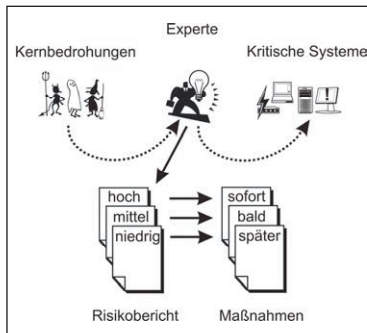 Experte
Kernbedrohungen
Kritische Systeme
hoch
sofort
mittel
bald
niedrig
später
Risikobericht
Maßnahmen